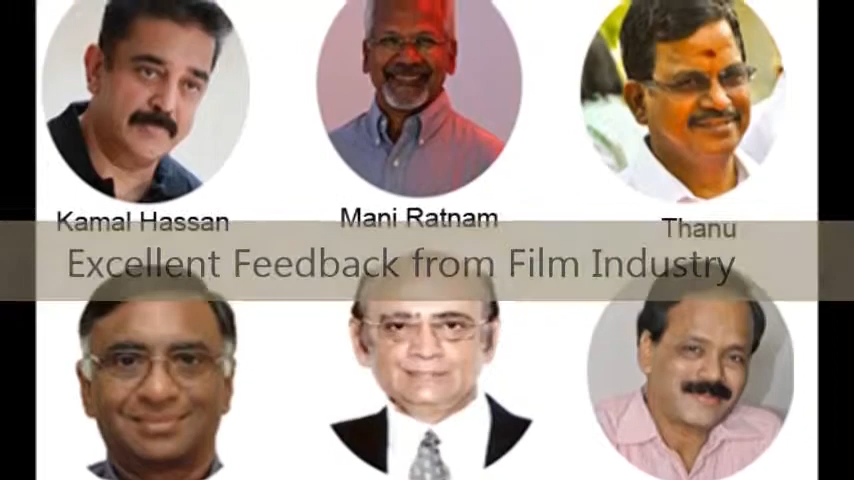 Kamal Hassan
Mani Ratnam
Thanu
Excellent Feedback from Film Industry